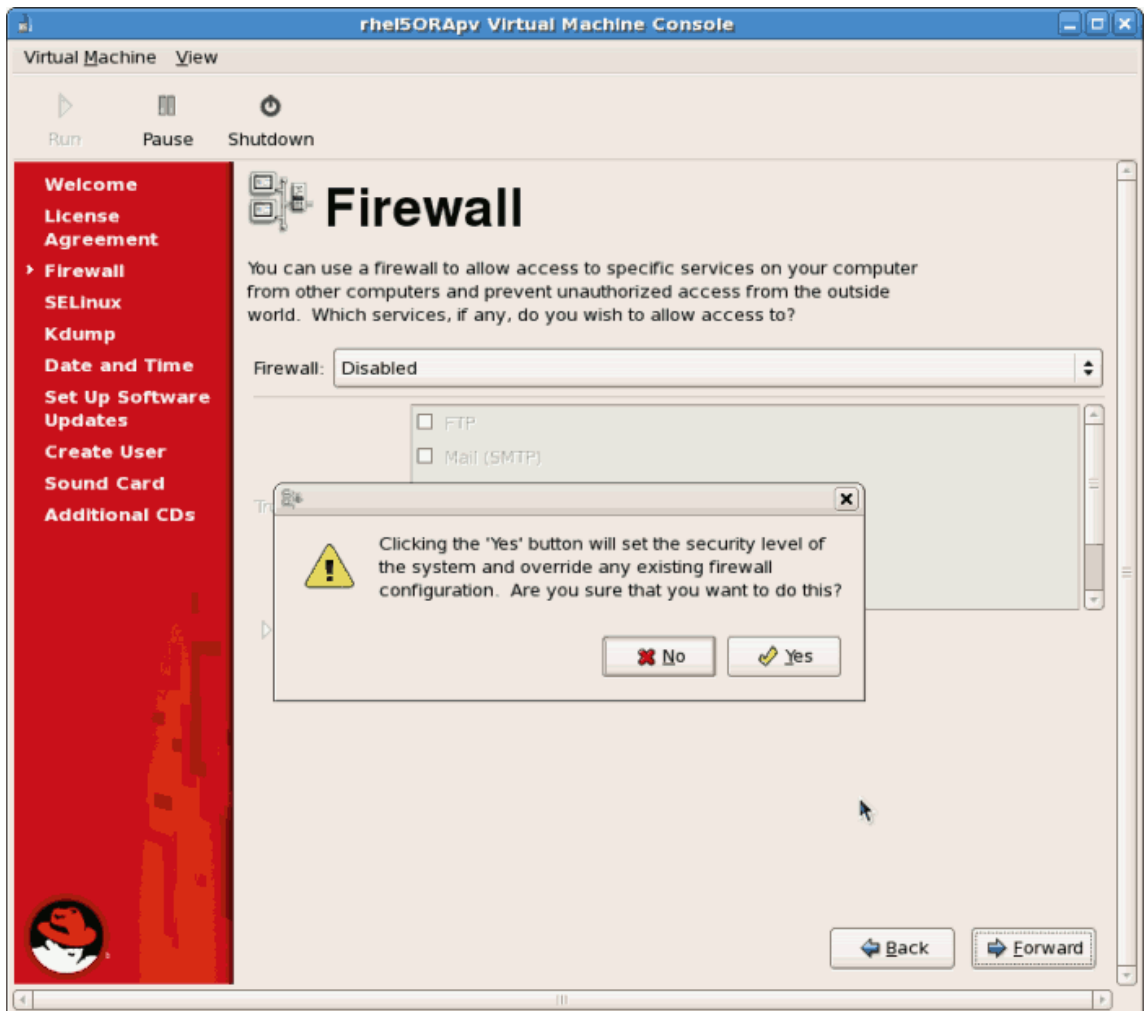 rhel5ORApv Virtual Machine Console
Virtual Machine View
Run
Pause
Shutdown
Welcome
License
Agreement
Firewall
SELinux
Kdump
Date and Time
Set Up Software
Updates
Create User
Sound Card
Additional CDs
Firewall
You can use a firewall to allow access to specific services on your computer
from other computers and prevent unauthorized access from the outside
world. Which services, if any, do you wish to allow access to?
Firewall: Disabled
FTP
Mail (SMTP)
Clicking the 'Yes' button will set the security level of
the system and override any existing firewall
configuration. Are you sure that you want to do this?
No
Yes
Back
Forward